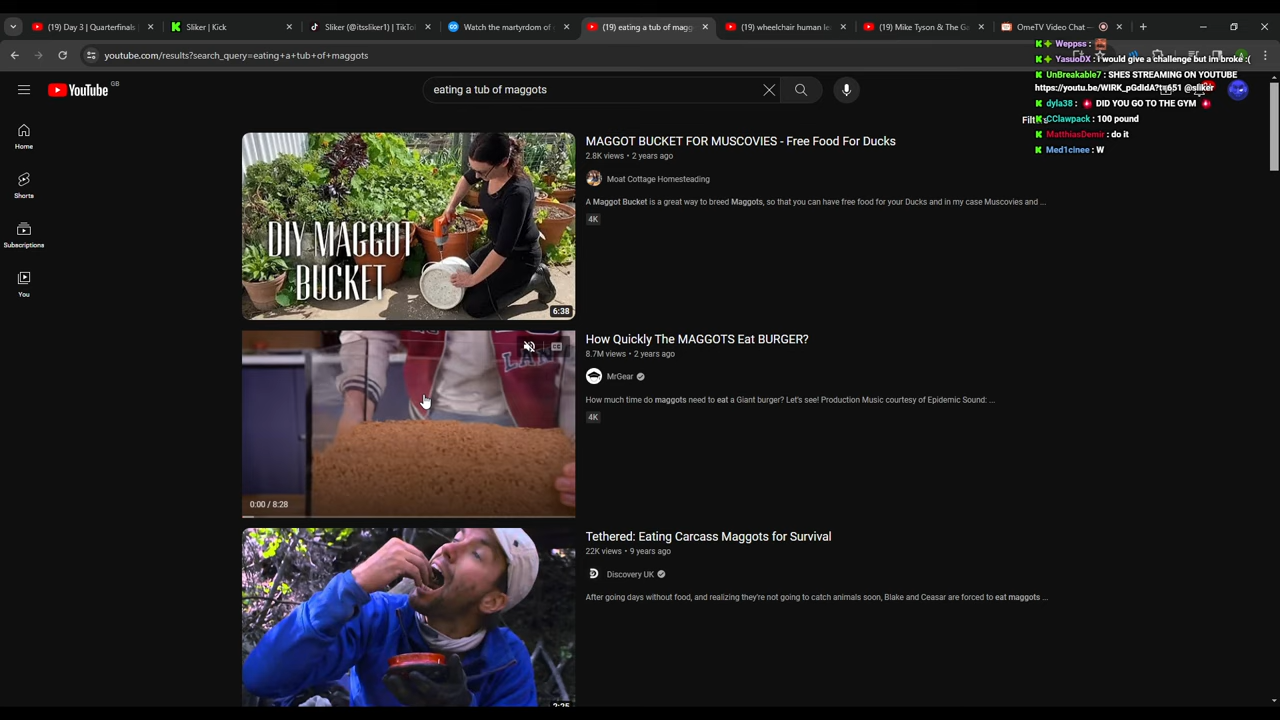 (19) Day 3 | Quarterfinals
Sliker | Kick
Sliker (@itssliker1) | TikTo
Watch the martyrdom of
(19) eating a tub of magg
(19) wheelchair human
(19) Mike Tyson & The Ga
OmeTV Video Chat —
youtube.com/results?search_query=eating+a+tub+of+maggots
Weppss :
YasuoDX : I would give a challenge but im broke :(
UnBreakable7 : SHES STREAMING ON YOUTUBE
@sliker
dyla38 : DID YOU GO TO THE GYM
CClawpack : 100 pound
MatthiasDemir : do it
Med1cinee : W
YouTube GB
eating a tub of maggots
Filt
Home
Shorts
Subscriptions
You
DIY MAGGOT
BUCKET
6:38
MAGGOT BUCKET FOR MUSCOVIES - Free Food For Ducks
2.8K views • 2 years ago
Moat Cottage Homesteading
A Maggot Bucket is a great way to breed Maggots, so that you can have free food for your Ducks and in my case Muscovies and ...
4K
CC
0:00 / 8:28
How Quickly The MAGGOTS Eat BURGER?
8.7M views • 2 years ago
MrGear
How much time do maggots need to eat a Giant burger? Let's see! Production Music courtesy of Epidemic Sound: ...
4K
Tethered: Eating Carcass Maggots for Survival
22K views • 9 years ago
Discovery UK
After going days without food, and realizing they're not going to catch animals soon, Blake and Ceasar are forced to eat maggots ...